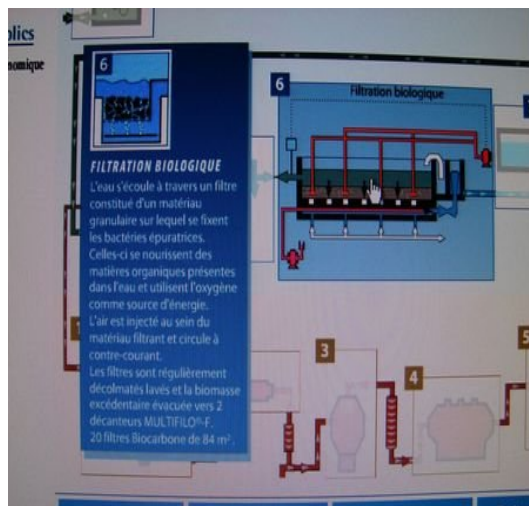 plics
nomique
6
FILTRATION BIOLOGIQUE
L'eau s'écoule à travers un filtre
constitué d'un matériau
granulaire sur lequel se fixent
les bactéries épuratrices.
Celles-ci se nourissent des
matières organiques présentes
dans l'eau et utilisent l'oxygène
comme source d'énergie.
L'air est injecté au sein du
matériau filtrant et circule à
contre-courant.
Les filtres sont régulièrement
décolmatés lavés et la biomasse
excédentaire évacuée vers 2
décanteurs MULTIFILO®-F.
20 filtres Biocarbone de 84 m².
6
Filtration biologique
3
4
5